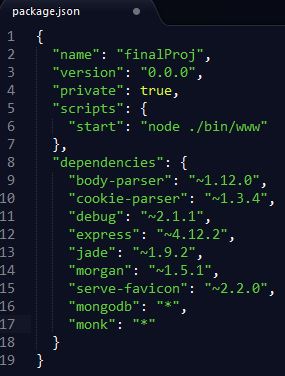 package.json
1 {
2   "name": "finalProj",
3   "version": "0.0.0",
4   "private": true,
5   "scripts": {
6     "start": "node ./bin/www"
7   },
8   "dependencies": {
9     "body-parser": "~1.12.0",
10     "cookie-parser": "~1.3.4",
11     "debug": "~2.1.1",
12     "express": "~4.12.2",
13     "jade": "~1.9.2",
14     "morgan": "~1.5.1",
15     "serve-favicon": "~2.2.0",
16     "mongodb": "*",
17     "monk": "*"
18   }
19 }